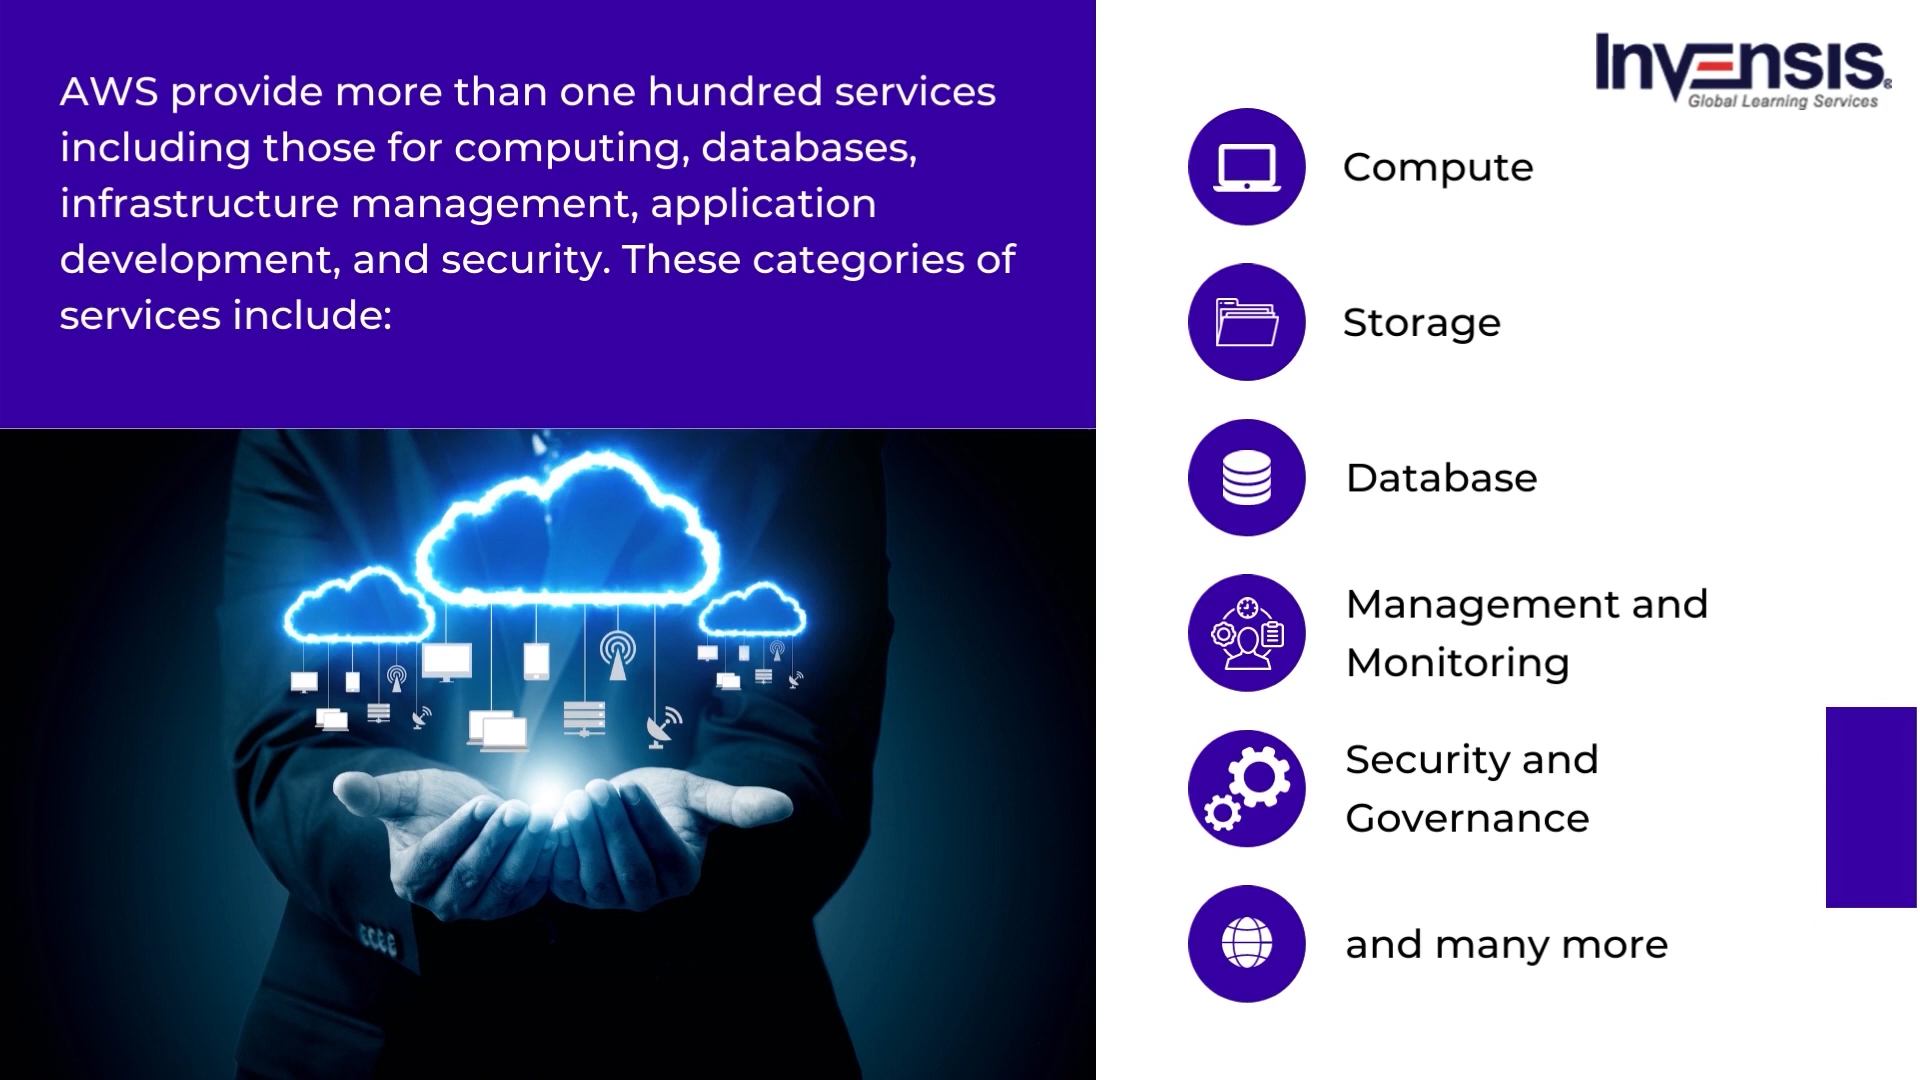 AWS provide more than one hundred services
including those for computing, databases,
infrastructure management, application
development, and security. These categories of
services include:
Invensis®
Global Learning Services
Compute
Storage
Database
Management and
Monitoring
Security and
Governance
and many more